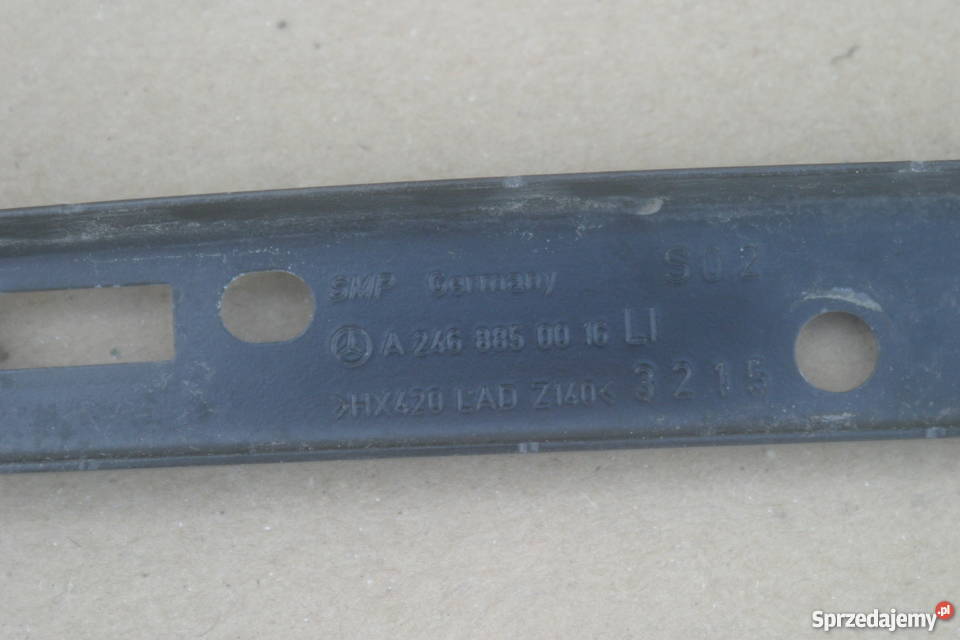 SMP Germany S02
A 246 885 00 16 LI
>HX420 LAD Z140< 3215
Sprzedajemy.pl